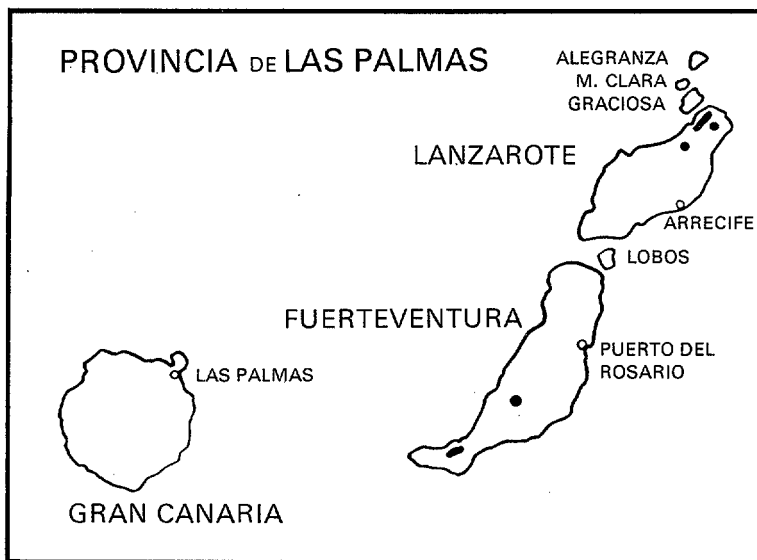 PROVINCIA DE LAS PALMAS
ALEGRANZA
M. CLARA
GRACIOSA
LANZAROTE
ARRECIFE
LOBOS
FUERTEVENTURA
PUERTO DEL
ROSARIO
LAS PALMAS
GRAN CANARIA